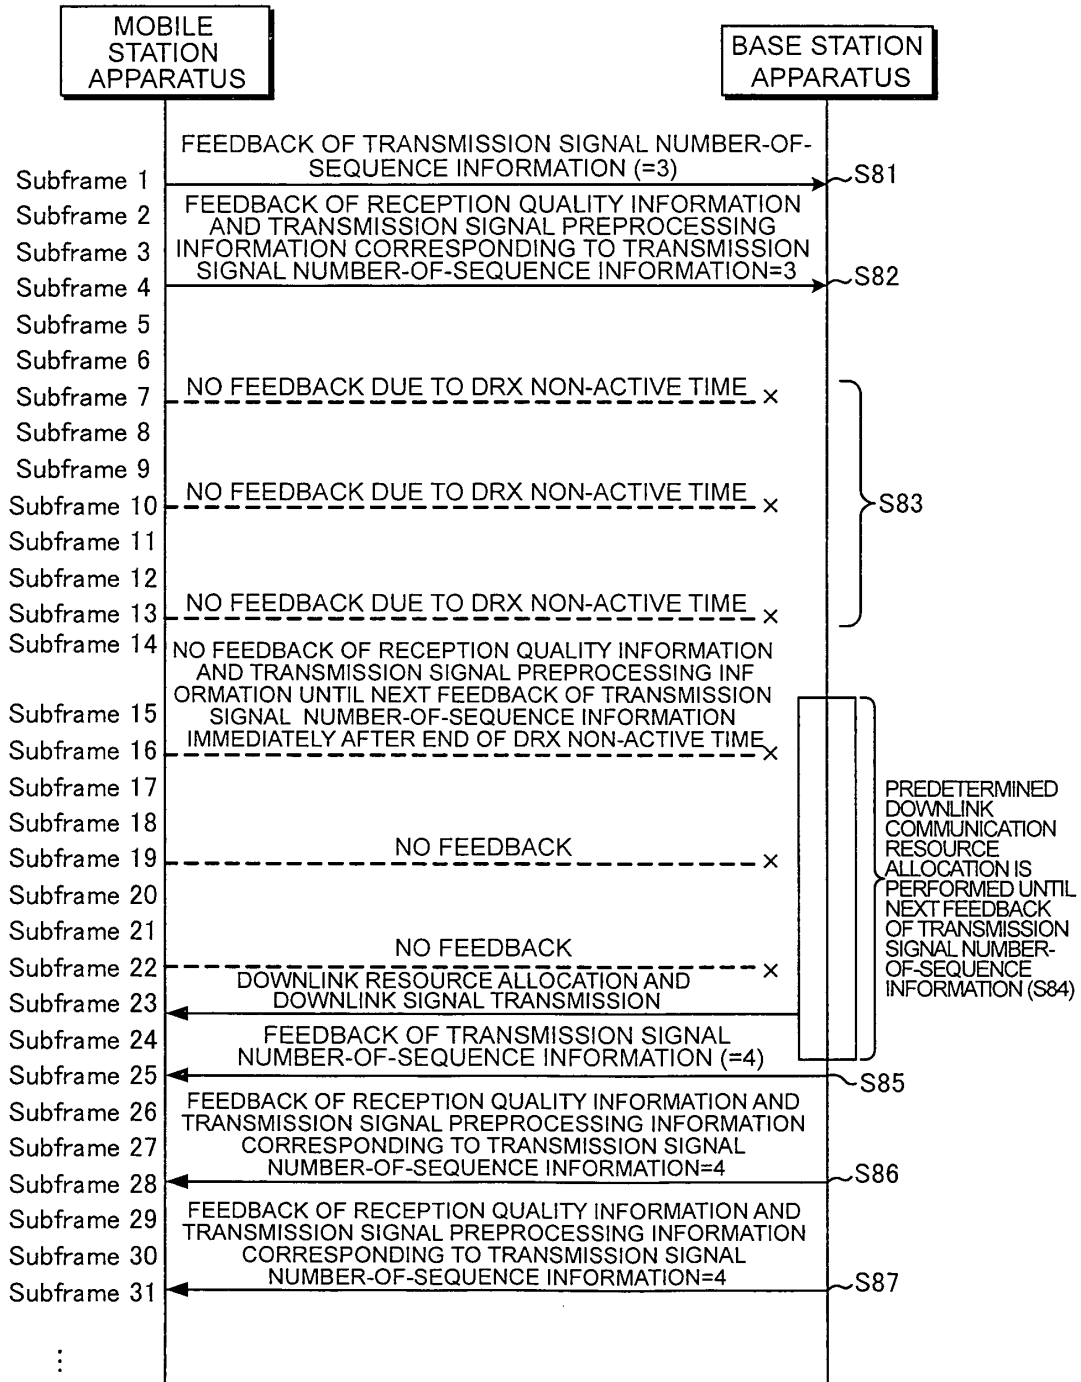 MOBILE
STATION
APPARATUS
BASE STATION
APPARATUS
FEEDBACK OF TRANSMISSION SIGNAL NUMBER-OF-
SEQUENCE INFORMATION (=3)
Subframe 1
S81
Subframe 2
FEEDBACK OF RECEPTION QUALITY INFORMATION
AND TRANSMISSION SIGNAL PREPROCESSING
Subframe 3
INFORMATION CORRESPONDING TO TRANSMISSION
SIGNAL NUMBER-OF-SEQUENCE INFORMATION=3
Subframe 4
S82
Subframe 5
Subframe 6
Subframe 7
NO FEEDBACK DUE TO DRX NON-ACTIVE TIME
×
Subframe 8
Subframe 9
Subframe 10
NO FEEDBACK DUE TO DRX NON-ACTIVE TIME
×
S83
Subframe 11
Subframe 12
Subframe 13
NO FEEDBACK DUE TO DRX NON-ACTIVE TIME
×
Subframe 14
NO FEEDBACK OF RECEPTION QUALITY INFORMATION
AND TRANSMISSION SIGNAL PREPROCESSING INF
ORMATION UNTIL NEXT FEEDBACK OF TRANSMISSION
Subframe 15
SIGNAL NUMBER-OF-SEQUENCE INFORMATION
IMMEDIATELY AFTER END OF DRX NON-ACTIVE TIME
Subframe 16
×
Subframe 17
Subframe 18
Subframe 19
NO FEEDBACK
×
Subframe 20
Subframe 21
Subframe 22
NO FEEDBACK
×
PREDETERMINED
DOWNLINK
COMMUNICATION
RESOURCE
ALLOCATION IS
PERFORMED UNTIL
NEXT FEEDBACK
OF TRANSMISSION
SIGNAL NUMBER-
OF-SEQUENCE
INFORMATION (S84)
DOWNLINK RESOURCE ALLOCATION AND
DOWNLINK SIGNAL TRANSMISSION
Subframe 23
Subframe 24
FEEDBACK OF TRANSMISSION SIGNAL
NUMBER-OF-SEQUENCE INFORMATION (=4)
Subframe 25
S85
Subframe 26
FEEDBACK OF RECEPTION QUALITY INFORMATION AND
TRANSMISSION SIGNAL PREPROCESSING INFORMATION
Subframe 27
CORRESPONDING TO TRANSMISSION SIGNAL
NUMBER-OF-SEQUENCE INFORMATION=4
Subframe 28
S86
Subframe 29
FEEDBACK OF RECEPTION QUALITY INFORMATION AND
TRANSMISSION SIGNAL PREPROCESSING INFORMATION
Subframe 30
CORRESPONDING TO TRANSMISSION SIGNAL
NUMBER-OF-SEQUENCE INFORMATION=4
Subframe 31
S87
⋮